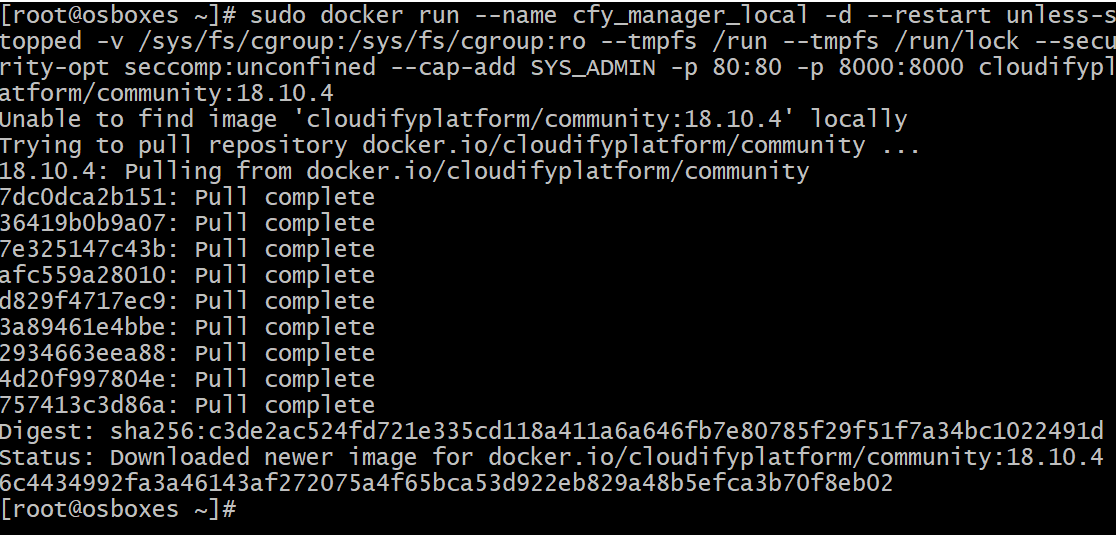 [root@osboxes ~]# sudo docker run --name cfy_manager_local -d --restart unless-s
topped -v /sys/fs/cgroup:/sys/fs/cgroup:ro --tmpfs /run --tmpfs /run/lock --secu
rity-opt seccomp:unconfined --cap-add SYS_ADMIN -p 80:80 -p 8000:8000 cloudifypl
atform/community:18.10.4
Unable to find image 'cloudifyplatform/community:18.10.4' locally
Trying to pull repository docker.io/cloudifyplatform/community ...
18.10.4: Pulling from docker.io/cloudifyplatform/community
7dc0dca2b151: Pull complete
36419b0b9a07: Pull complete
7e325147c43b: Pull complete
afc559a28010: Pull complete
d829f4717ec9: Pull complete
3a89461e4bbe: Pull complete
2934663eea88: Pull complete
4d20f997804e: Pull complete
757413c3d86a: Pull complete
Digest: sha256:c3de2ac524fd721e335cd118a411a6a646fb7e80785f29f51f7a34bc1022491d
Status: Downloaded newer image for docker.io/cloudifyplatform/community:18.10.4
6c4434992fa3a46143af272075a4f65bca53d922eb829a48b5efca3b70f8eb02
[root@osboxes ~]#